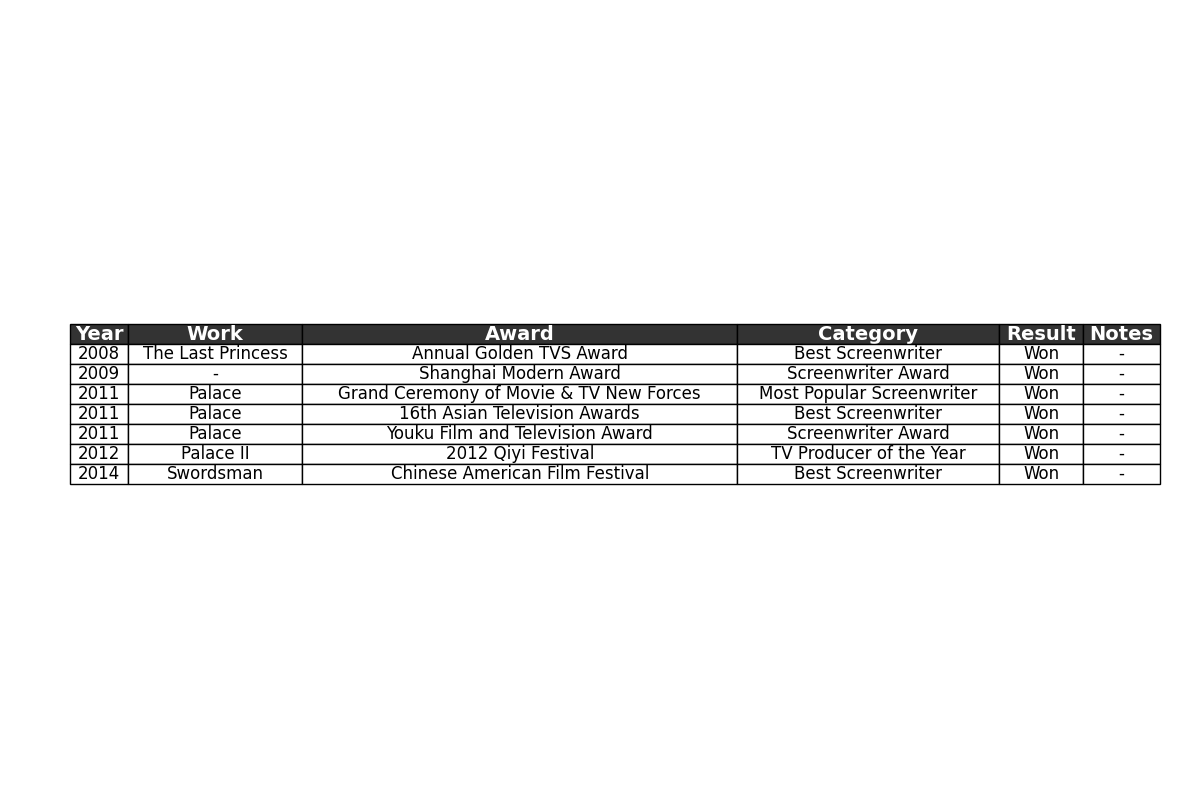 Year Work Award Category Result Notes
2008 The Last Princess Annual Golden TVS Award Best Screenwriter Won -
2009 - Shanghai Modern Award Screenwriter Award Won -
2011 Palace Grand Ceremony of Movie & TV New Forces Most Popular Screenwriter Won -
2011 Palace 16th Asian Television Awards Best Screenwriter Won -
2011 Palace Youku Film and Television Award Screenwriter Award Won -
2012 Palace II 2012 Qiyi Festival TV Producer of the Year Won -
2014 Swordsman Chinese American Film Festival Best Screenwriter Won -